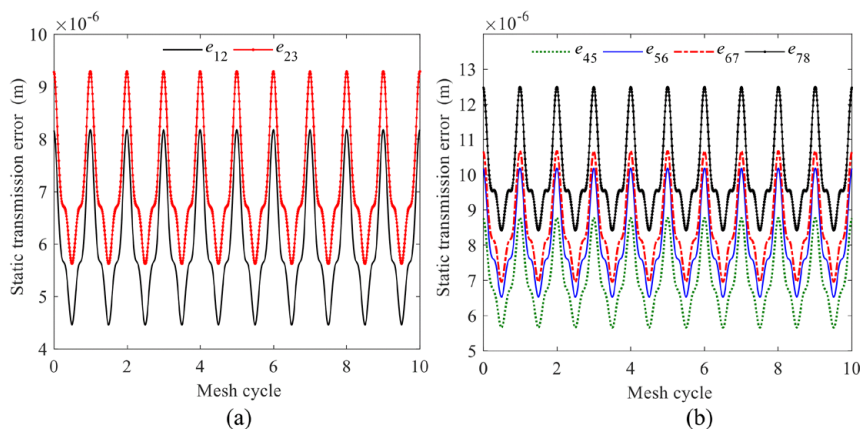 ×10⁻⁶
10
9
8
7
6
5
4
Static transmission error (m)
e₁₂ e₂₃
0 2 4 6 8 10
Mesh cycle
(a)
×10⁻⁶
13
12
11
10
9
8
7
6
5
Static transmission error (m)
e₄₅ e₅₆ e₆₇ e₇₈
0 2 4 6 8 10
Mesh cycle
(b)